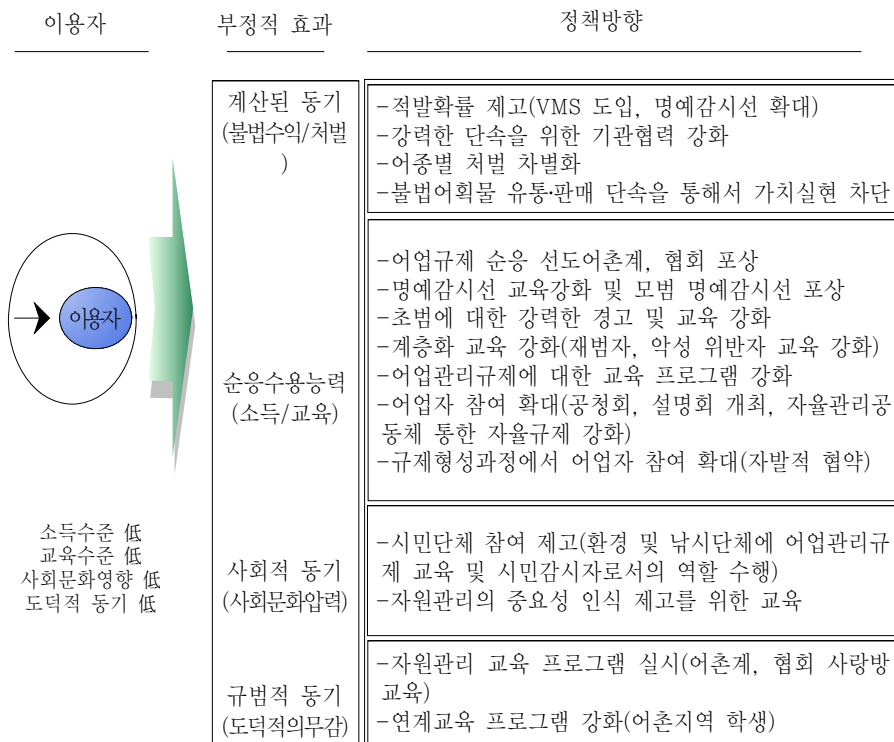 이용자
부정적 효과
정책방향
계산된 동기
(불법수익/처벌
)
-적발확률 제고(VMS 도입, 명예감시선 확대)
-강력한 단속을 위한 기관협력 강화
-어종별 처벌 차별화
-불법어획물 유통·판매 단속을 통해서 가치실현 차단
이용자
순응수용능력
(소득/교육)
-어업규제 순응 선도어촌계, 협회 포상
-명예감시선 교육강화 및 모범 명예감시선 포상
-초범에 대한 강력한 경고 및 교육 강화
-계층화 교육 강화(재범자, 악성 위반자 교육 강화)
-어업관리규제에 대한 교육 프로그램 강화
-어업자 참여 확대(공청회, 설명회 개최, 자율관리공
동체 통한 자율규제 강화)
-규제형성과정에서 어업자 참여 확대(자발적 협약)
소득수준 低
교육수준 低
사회문화영향 低
도덕적 동기 低
사회적 동기
(사회문화압력)
-시민단체 참여 제고(환경 및 낚시단체에 어업관리규
제 교육 및 시민감시자로서의 역할 수행)
-자원관리의 중요성 인식 제고를 위한 교육
규범적 동기
(도덕적의무감)
-자원관리 교육 프로그램 실시(어촌계, 협회 사랑방
교육)
-연계교육 프로그램 강화(어촌지역 학생)